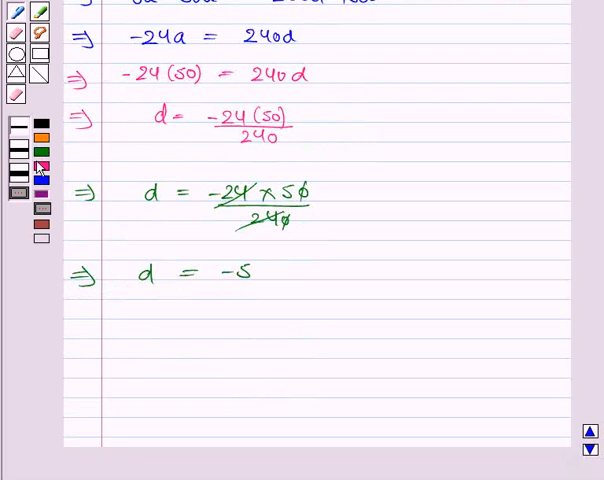 ⇒ -24a = 240d
⇒ -24(50) = 240d
⇒ d = -24(50)/240
⇒ d = -24 × 50/240
⇒ d = -5